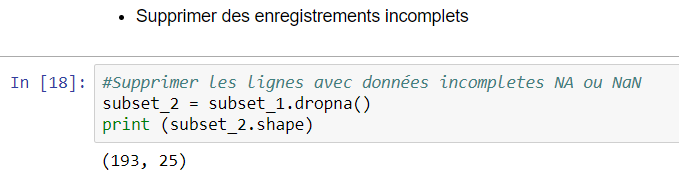 • Supprimer des enregistrements incomplets
In [18]: #Supprimer les lignes avec données incompletes NA ou NaN
subset_2 = subset_1.dropna()
print (subset_2.shape)
(193, 25)